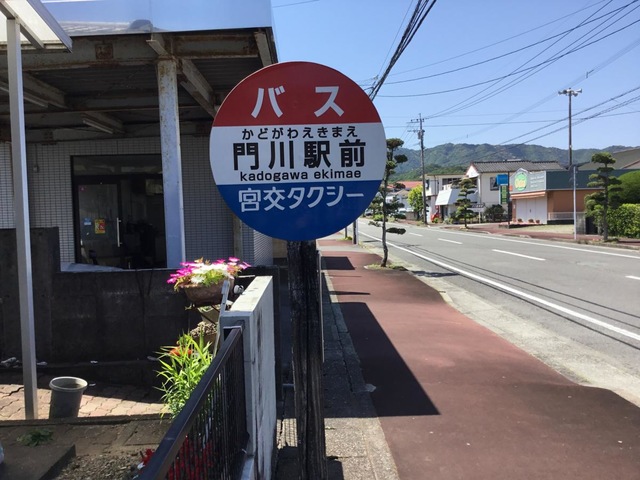 バス
かどがわえきまえ
門川駅前
kadogawa ekimae
宮交タクシー